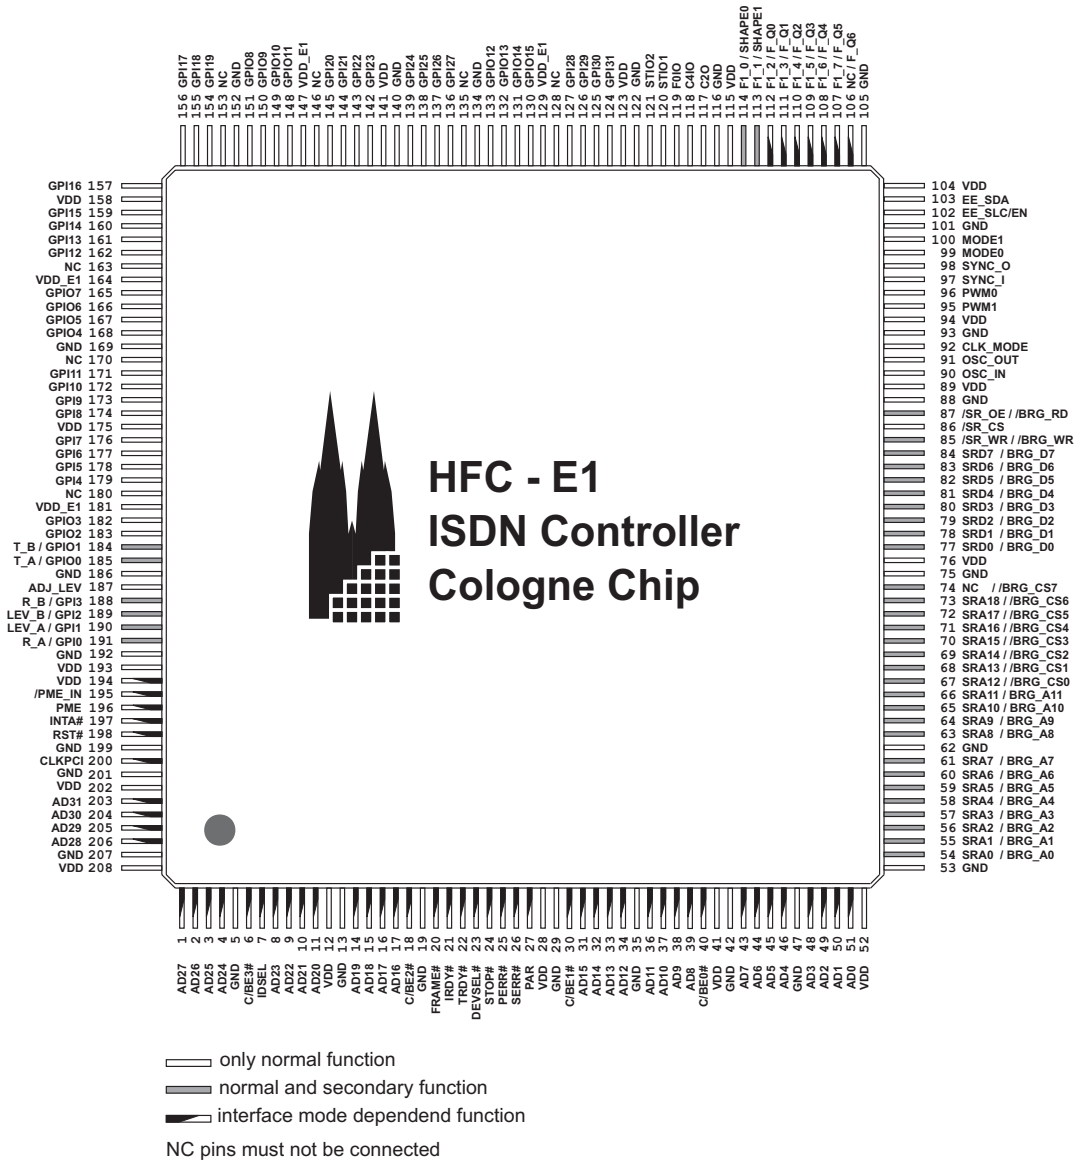 156 GPI17
155 GPI18
154 GPI19
153 NC
152 GND
151 GPIO8
150 GPIO9
149 GPIO10
148 GPIO11
147 VDD_E1
146 NC
145 GPI20
144 GPI21
143 GPI22
142 GPI23
141 VDD
140 GND
139 GPI24
138 GPI25
137 GPI26
136 GPI27
135 NC
134 GND
133 GPIO12
132 GPIO13
131 GPIO14
130 GPIO15
129 VDD_E1
128 NC
127 GPI28
126 GPI29
125 GPI30
124 GPI31
123 VDD
122 GND
121 STIO2
120 STIO1
119 F0IO
118 C4IO
117 C2O
116 GND
115 VDD
114 F1_0 / SHAPE0
113 F1_1 / SHAPE1
112 F1_2 / F_Q0
111 F1_3 / F_Q1
110 F1_4 / F_Q2
109 F1_5 / F_Q3
108 F1_6 / F_Q4
107 F1_7 / F_Q5
106 NC / F_Q6
105 GND
GPI16 157
VDD 158
GPI15 159
GPI14 160
GPI13 161
GPI12 162
NC 163
VDD_E1 164
GPIO7 165
GPIO6 166
GPIO5 167
GPIO4 168
GND 169
NC 170
GPI11 171
GPI10 172
GPI9 173
GPI8 174
VDD 175
GPI7 176
GPI6 177
GPI5 178
GPI4 179
NC 180
VDD_E1 181
GPIO3 182
GPIO2 183
T_B / GPIO1 184
T_A / GPIO0 185
GND 186
ADJ_LEV 187
R_B / GPI3 188
LEV_B / GPI2 189
LEV_A / GPI1 190
R_A / GPI0 191
GND 192
VDD 193
VDD 194
/PME_IN 195
PME 196
INTA# 197
RST# 198
GND 199
CLKPCI 200
GND 201
VDD 202
AD31 203
AD30 204
AD29 205
AD28 206
GND 207
VDD 208
HFC - E1
ISDN Controller
Cologne Chip
104 VDD
103 EE_SDA
102 EE_SLC/EN
101 GND
100 MODE1
99 MODE0
98 SYNC_O
97 SYNC_I
96 PWM0
95 PWM1
94 VDD
93 GND
92 CLK_MODE
91 OSC_OUT
90 OSC_IN
89 VDD
88 GND
87 /SR_OE / /BRG_RD
86 /SR_CS
85 /SR_WR / /BRG_WR
84 SRD7 / BRG_D7
83 SRD6 / BRG_D6
82 SRD5 / BRG_D5
81 SRD4 / BRG_D4
80 SRD3 / BRG_D3
79 SRD2 / BRG_D2
78 SRD1 / BRG_D1
77 SRD0 / BRG_D0
76 VDD
75 GND
74 NC / /BRG_CS7
73 SRA18 / /BRG_CS6
72 SRA17 / /BRG_CS5
71 SRA16 / /BRG_CS4
70 SRA15 / /BRG_CS3
69 SRA14 / /BRG_CS2
68 SRA13 / /BRG_CS1
67 SRA12 / /BRG_CS0
66 SRA11 / BRG_A11
65 SRA10 / BRG_A10
64 SRA9 / BRG_A9
63 SRA8 / BRG_A8
62 GND
61 SRA7 / BRG_A7
60 SRA6 / BRG_A6
59 SRA5 / BRG_A5
58 SRA4 / BRG_A4
57 SRA3 / BRG_A3
56 SRA2 / BRG_A2
55 SRA1 / BRG_A1
54 SRA0 / BRG_A0
53 GND
AD27 1
AD26 2
AD25 3
AD24 4
GND 5
C/BE3# 6
IDSEL 7
AD23 8
AD22 9
AD21 10
AD20 11
VDD 12
GND 13
AD19 14
AD18 15
AD17 16
AD16 17
C/BE2# 18
GND 19
FRAME# 20
IRDY# 21
TRDY# 22
DEVSEL# 23
STOP# 24
PERR# 25
SERR# 26
PAR 27
VDD 28
GND 29
C/BE1# 30
AD15 31
AD14 32
AD13 33
AD12 34
GND 35
AD11 36
AD10 37
AD9 38
AD8 39
C/BE0# 40
VDD 41
GND 42
AD7 43
AD6 44
AD5 45
AD4 46
GND 47
AD3 48
AD2 49
AD1 50
AD0 51
VDD 52
only normal function
normal and secondary function
interface mode dependend function
NC pins must not be connected